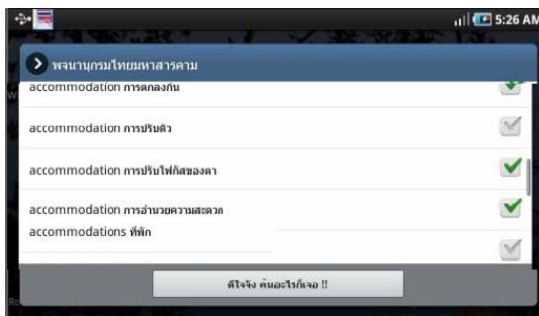 5:26 AM
พจนานุกรมไทยมหาสารคาม
accommodation การตกลงกัน
accommodation การปรับตัว
accommodation การปรับโฟกัสของตา
accommodation การอำนวยความสะดวก
accommodations ที่พัก
ดีใจจัง ค้นอะไรก็เจอ !!